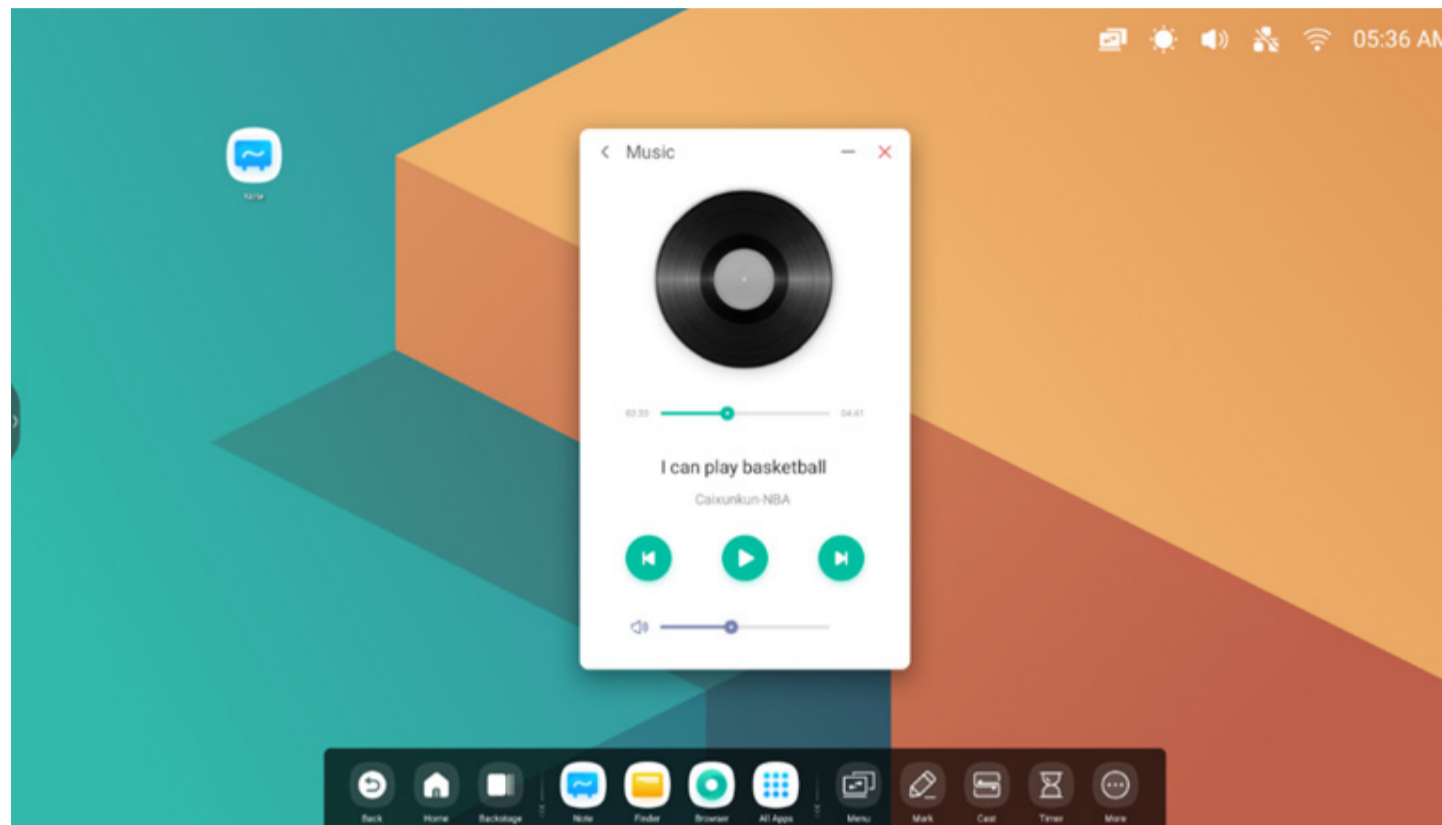 05:36 AM
Note
Music
02:33 04:41
I can play basketball
Caixunkun-NBA
Back Home Backstage Note Finder Browser All Apps Menu Mark Cast Timer More